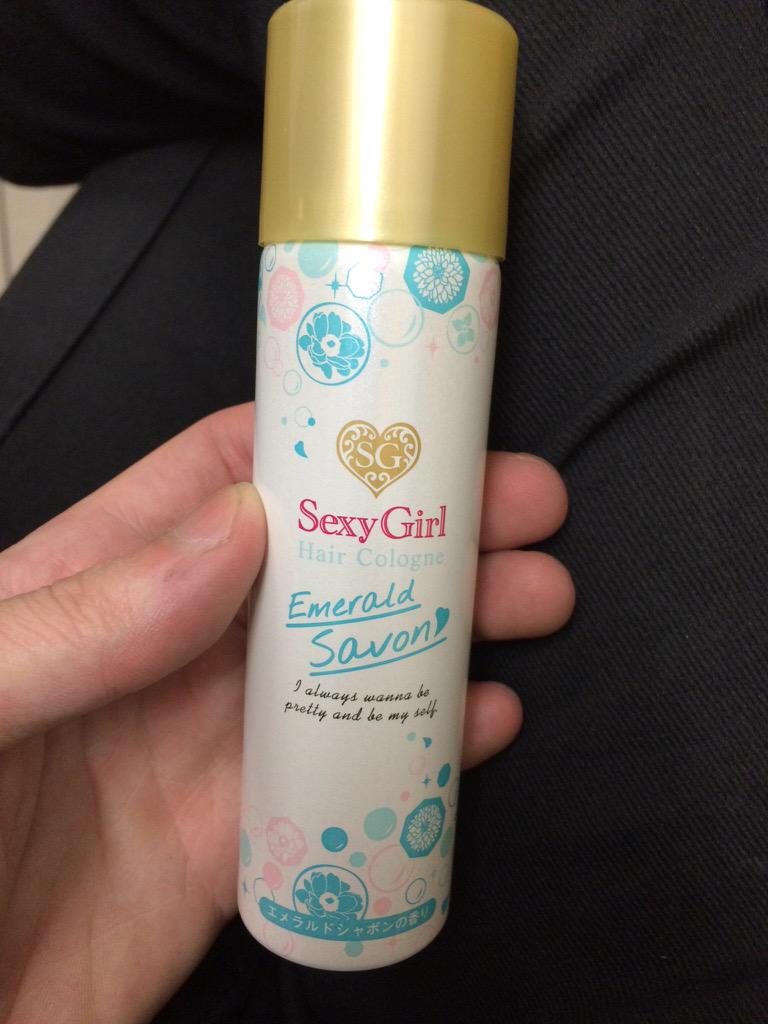 SG
Sexy Girl
Hair Cologne
Emerald
Savon
I always wanna be
pretty and be my self.
エメラルドシャボンの香り